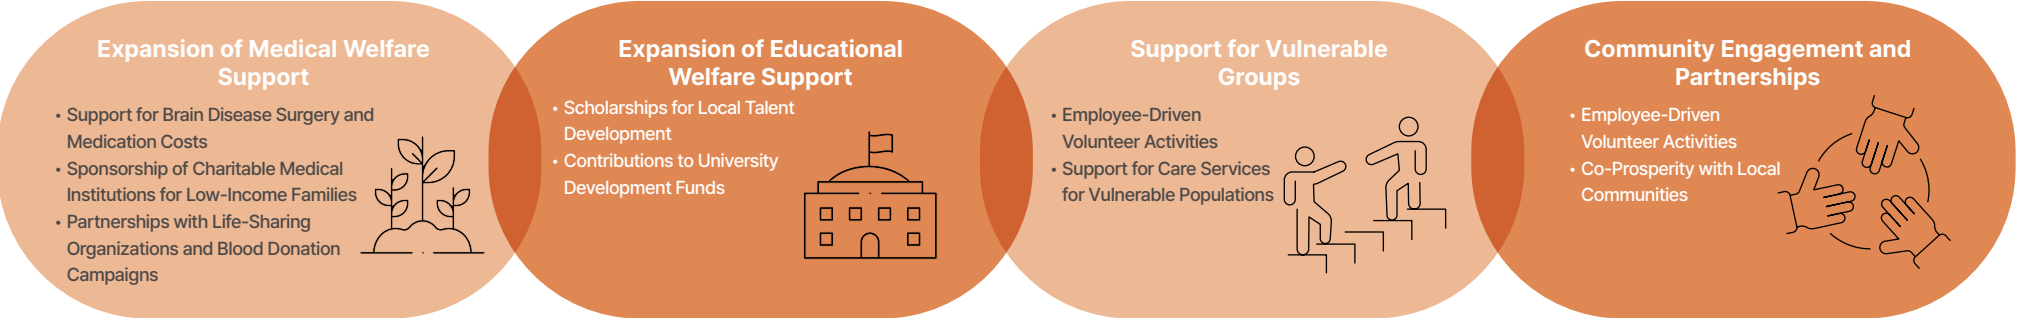 Expansion of Medical Welfare
Support
• Support for Brain Disease Surgery and
Medication Costs
• Sponsorship of Charitable Medical
Institutions for Low-Income Families
• Partnerships with Life-Sharing
Organizations and Blood Donation
Campaigns
Expansion of Educational
Welfare Support
• Scholarships for Local Talent
Development
• Contributions to University
Development Funds
Support for Vulnerable
Groups
• Employee-Driven
Volunteer Activities
• Support for Care Services
for Vulnerable Populations
Community Engagement and
Partnerships
• Employee-Driven
Volunteer Activities
• Co-Prosperity with Local
Communities